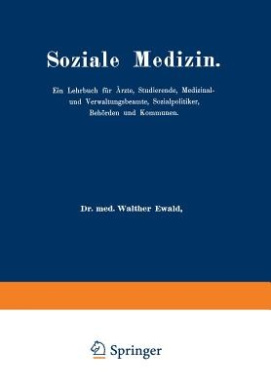 Soziale Medizin.
Ein Lehrbuch für Ärzte, Studierende, Medizinal-
und Verwaltungsbeamte, Sozialpolitiker,
Behörden und Kommunen.
Dr. med. Walther Ewald,
Springer